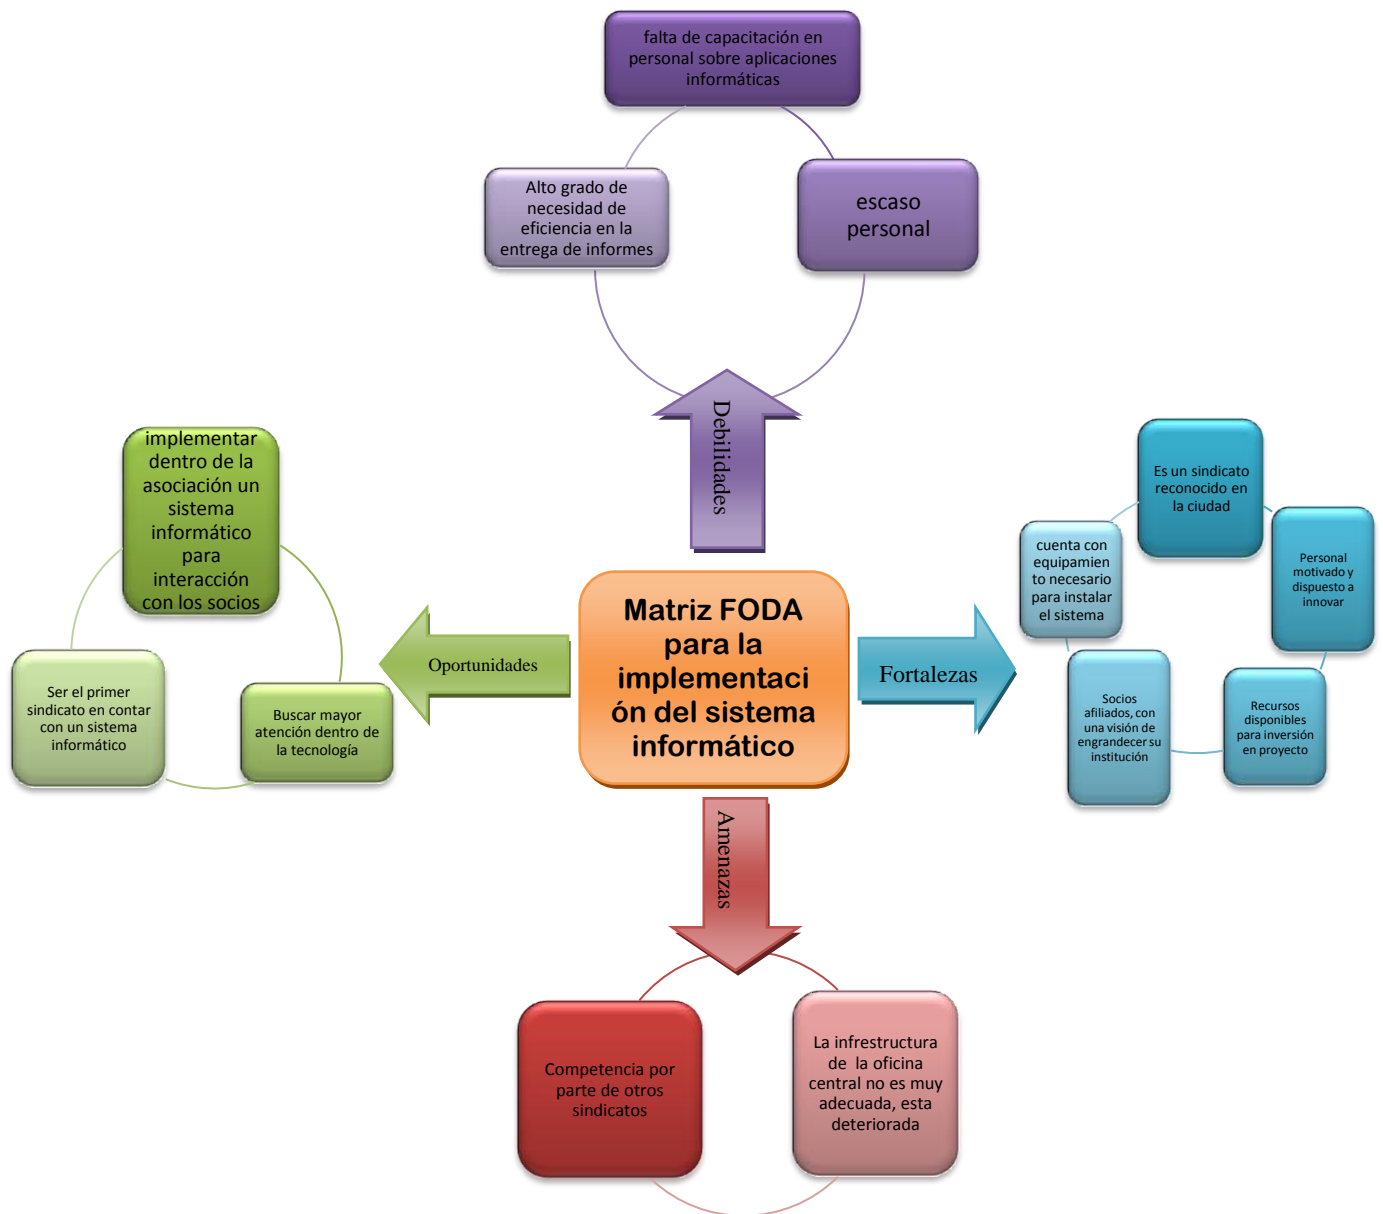 falta de capacitación en
personal sobre aplicaciones
informáticas
Alto grado de
necesidad de
eficiencia en la
entrega de informes
escaso
personal
Debilidades
implementar
dentro de la
asociación un
sistema
informático
para
interacción
con los socios
Ser el primer
sindicato en contar
con un sistema
informático
Buscar mayor
atención dentro de
la tecnología
Oportunidades
Matriz FODA
para la
implementaci
ón del sistema
informático
Fortalezas
Es un sindicato
reconocido en
la ciudad
cuenta con
equipamie
nto necesario
para instalar
el sistema
Personal
motivado y
dispuesto a
innovar
Socios
afiliados, con
una visión de
engrandecer su
institución
Recursos
disponibles
para inversión
en proyecto
Amenazas
Competencia por
parte de otros
sindicatos
La infrestructura
de la oficina
central no es muy
adecuada, esta
deteriorada